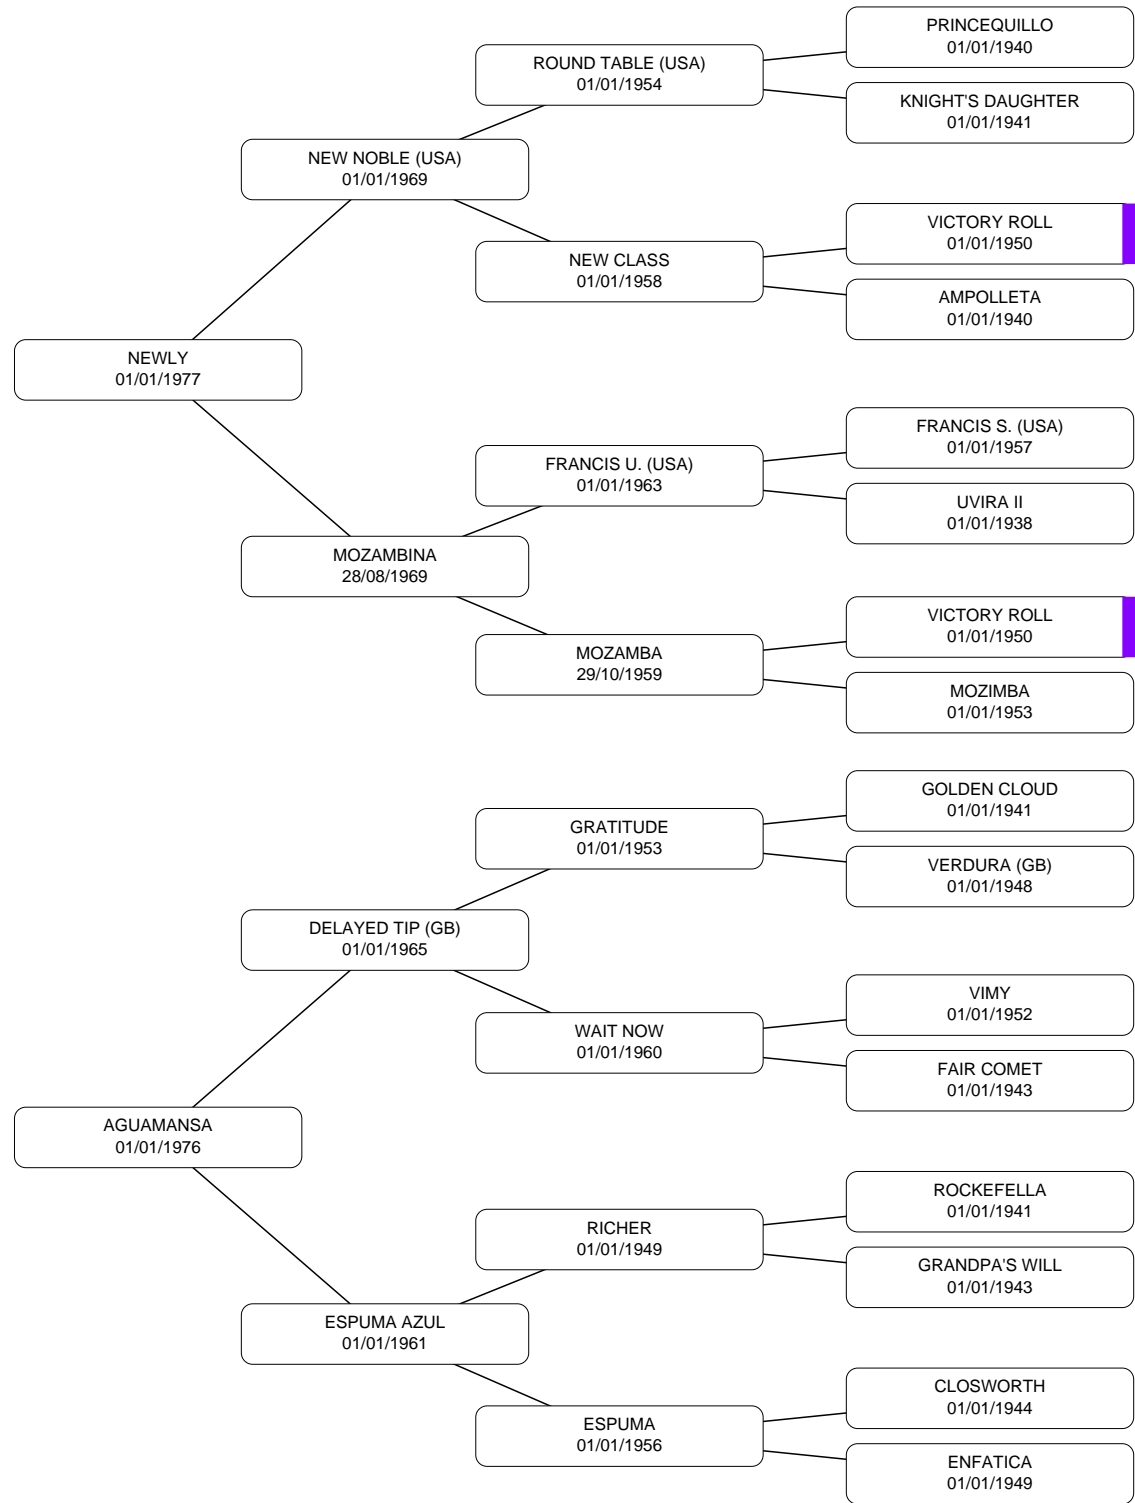 PRINCEQUILLO
01/01/1940
ROUND TABLE (USA)
01/01/1954
KNIGHT'S DAUGHTER
01/01/1941
NEW NOBLE (USA)
01/01/1969
VICTORY ROLL
01/01/1950
NEW CLASS
01/01/1958
AMPOLLETA
01/01/1940
NEWLY
01/01/1977
FRANCIS S. (USA)
01/01/1957
FRANCIS U. (USA)
01/01/1963
UVIRA II
01/01/1938
MOZAMBINA
28/08/1969
VICTORY ROLL
01/01/1950
MOZAMBA
29/10/1959
MOZIMBA
01/01/1953
GOLDEN CLOUD
01/01/1941
GRATITUDE
01/01/1953
VERDURA (GB)
01/01/1948
DELAYED TIP (GB)
01/01/1965
VIMY
01/01/1952
WAIT NOW
01/01/1960
FAIR COMET
01/01/1943
AGUAMANSA
01/01/1976
ROCKEFELLA
01/01/1941
RICHER
01/01/1949
GRANDPA'S WILL
01/01/1943
ESPUMA AZUL
01/01/1961
CLOSWORTH
01/01/1944
ESPUMA
01/01/1956
ENFATICA
01/01/1949